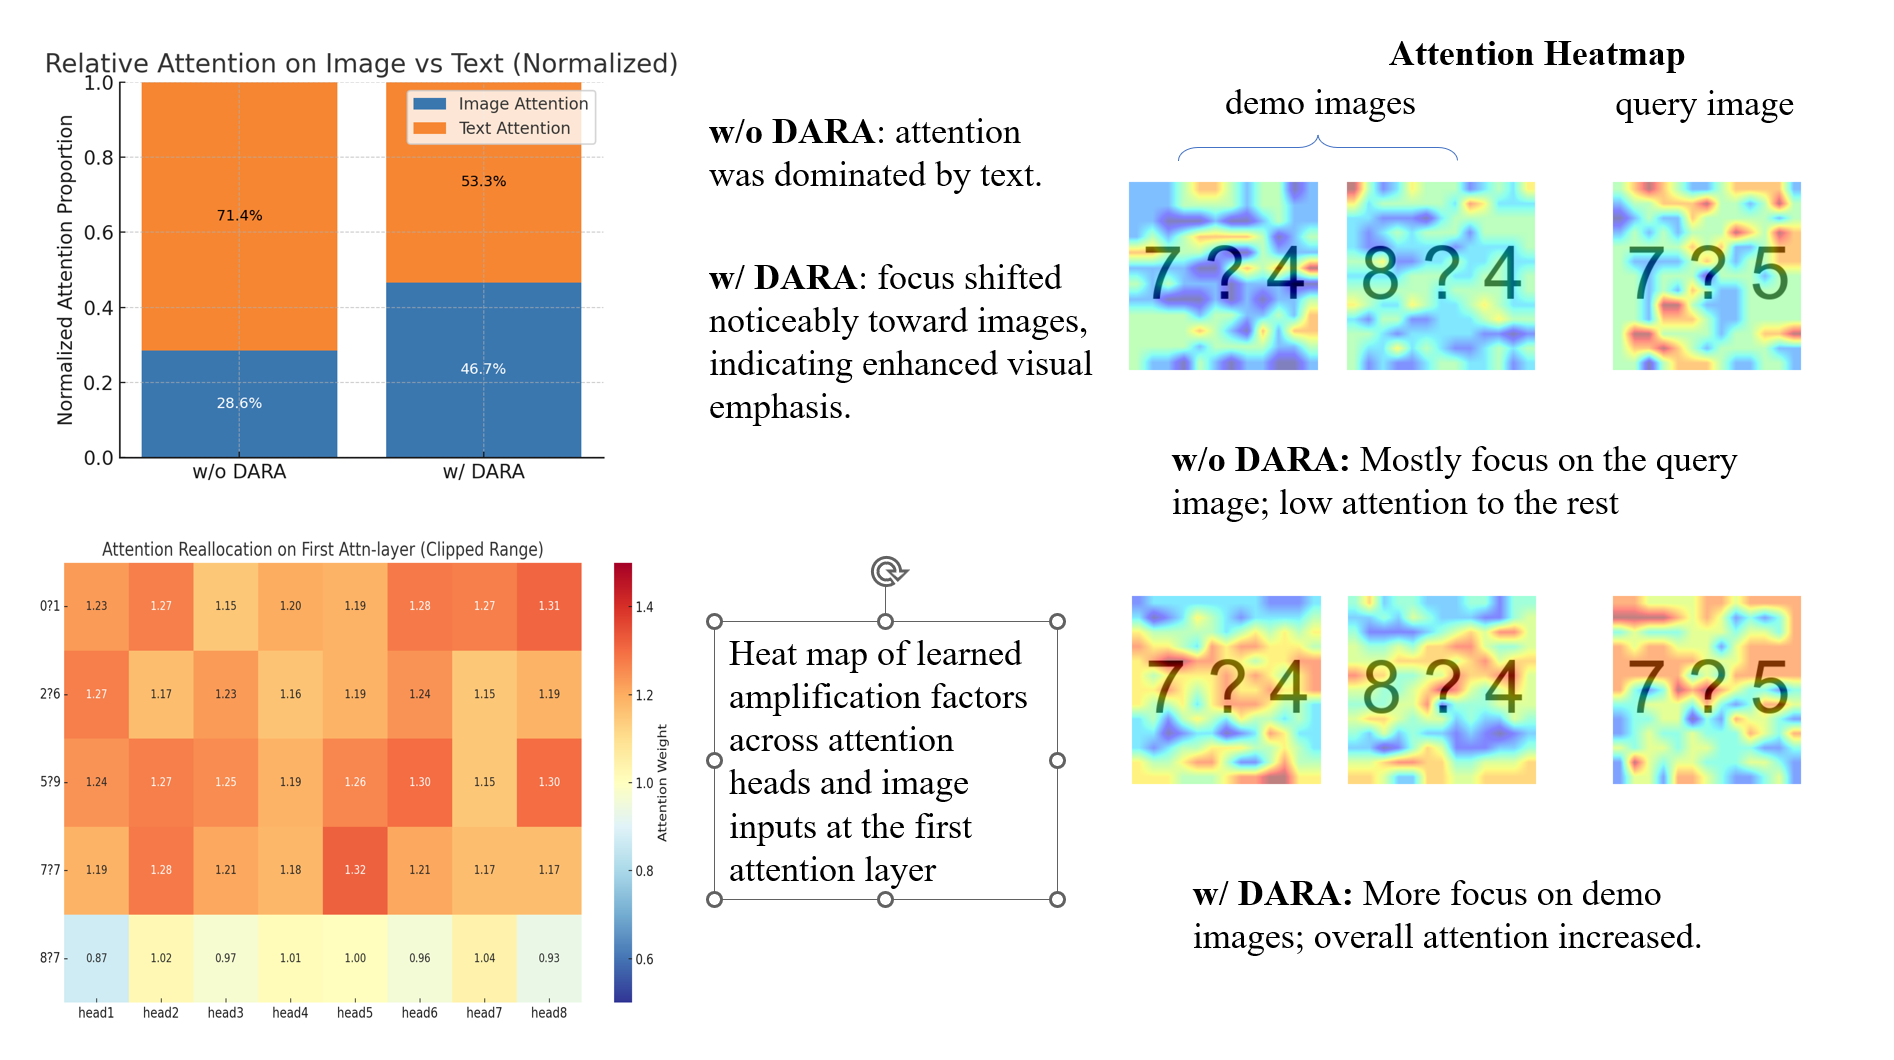 Relative Attention on Image vs Text (Normalized)
Normalized Attention Proportion
1.0
0.8
0.6
0.4
0.2
0.0
Image Attention
Text Attention
71.4%
28.6%
53.3%
46.7%
w/o DARA
w/ DARA
w/o DARA: attention
was dominated by text.
w/ DARA: focus shifted
noticeably toward images,
indicating enhanced visual
emphasis.
Attention Heatmap
demo images
query image
7 ? 4
8 ? 4
7 ? 5
w/o DARA: Mostly focus on the query
image; low attention to the rest
Attention Reallocation on First Attn-layer (Clipped Range)
0?1 1.23 1.27 1.15 1.20 1.19 1.28 1.27 1.31
2?6 1.27 1.17 1.23 1.16 1.19 1.24 1.15 1.19
5?9 1.24 1.27 1.25 1.19 1.26 1.30 1.15 1.30
7?7 1.19 1.28 1.21 1.18 1.32 1.21 1.17 1.17
8?7 0.87 1.02 0.97 1.01 1.00 0.96 1.04 0.93
head1 head2 head3 head4 head5 head6 head7 head8
1.4
1.2
1.0
0.8
0.6
Attention Weight
Heat map of learned
amplification factors
across attention
heads and image
inputs at the first
attention layer
7 ? 4
8 ? 4
7 ? 5
w/ DARA: More focus on demo
images; overall attention increased.